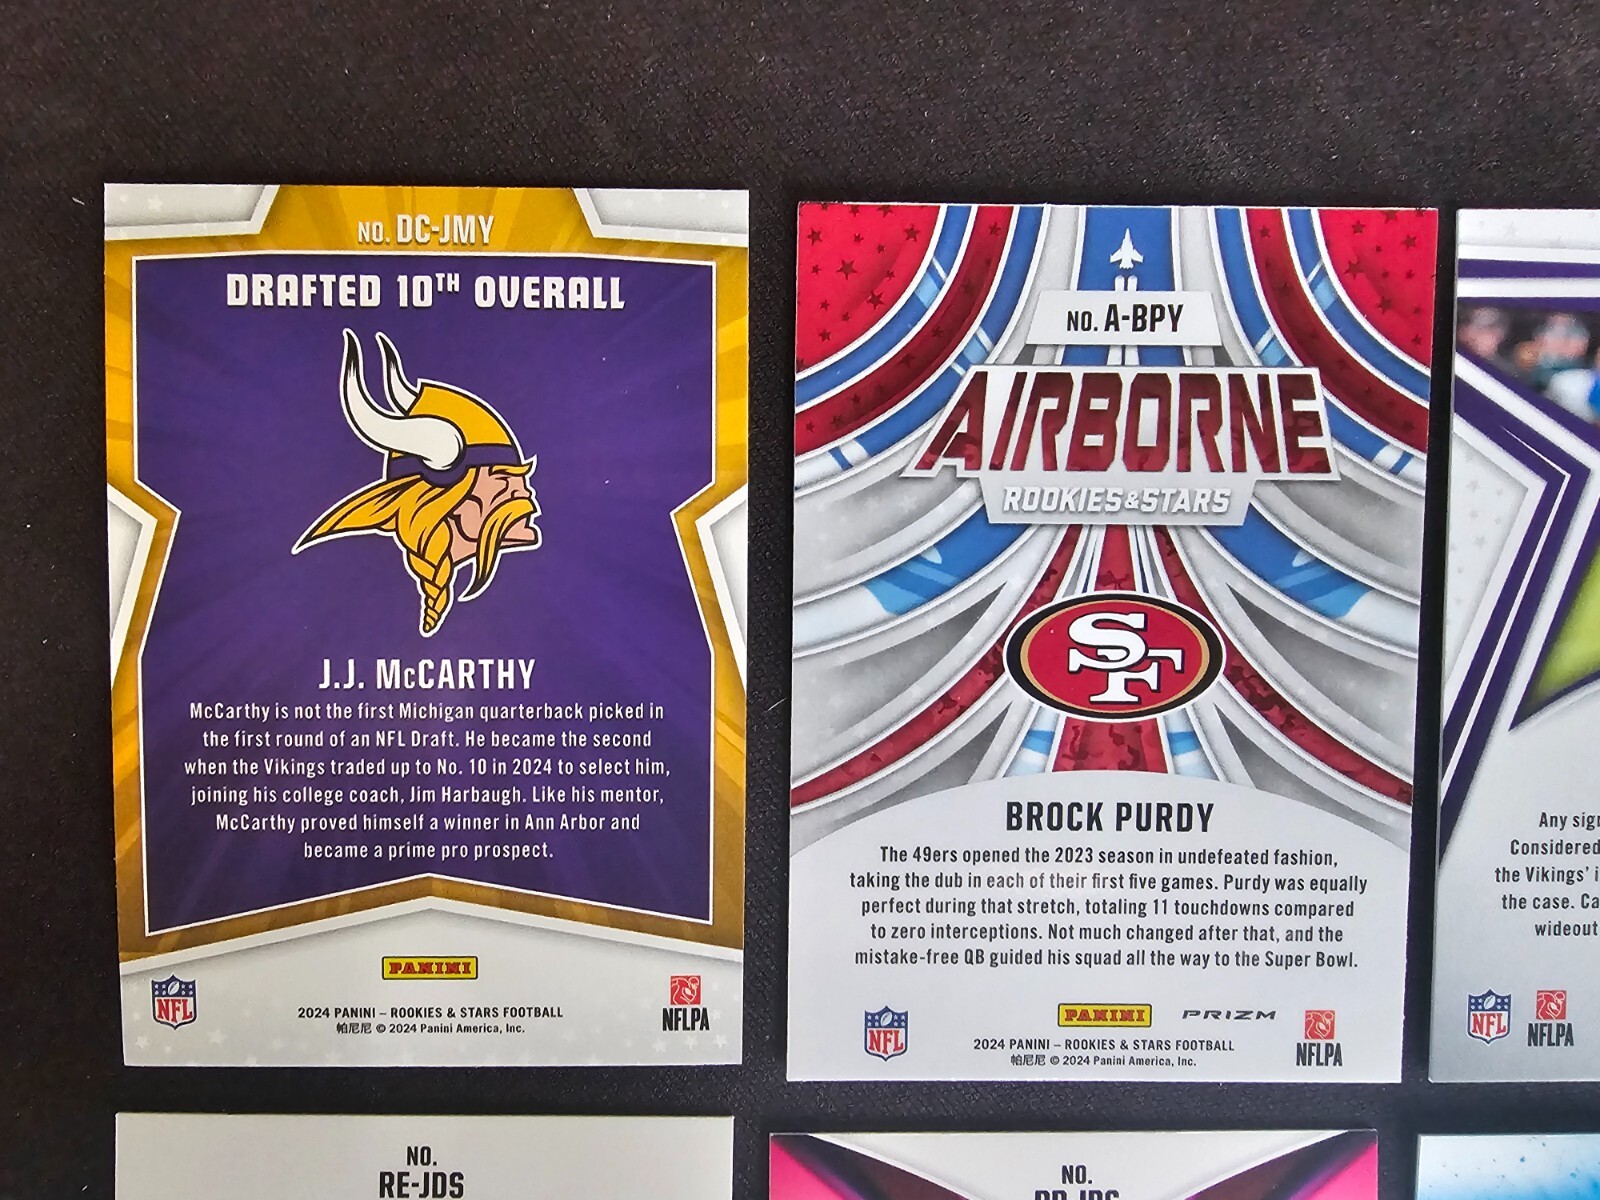 NO. DC-JMY
DRAFTED 10TH OVERALL
J.J. McCARTHY
McCarthy is not the first Michigan quarterback picked in
the first round of an NFL Draft. He became the second
when the Vikings traded up to No. 10 in 2024 to select him,
joining his college coach, Jim Harbaugh. Like his mentor,
McCarthy proved himself a winner in Ann Arbor and
became a prime pro prospect.
PANINI
NFL
2024 PANINI – ROOKIES & STARS FOOTBALL
帕尼尼 © 2024 Panini America, Inc.
NFLPA
NO. A-BPY
AIRBORNE
ROOKIES&STARS
SF
BROCK PURDY
The 49ers opened the 2023 season in undefeated fashion,
taking the dub in each of their first five games. Purdy was equally
perfect during that stretch, totaling 11 touchdowns compared
to zero interceptions. Not much changed after that, and the
mistake-free QB guided his squad all the way to the Super Bowl.
NFL
PANINI PRIZM
2024 PANINI – ROOKIES & STARS FOOTBALL
帕尼尼 © 2024 Panini America, Inc.
NFLPA
Any
Considered
the Vikings'
the case.
wideout
NFL
NFLPA
NO.
RE-JDS
NO.